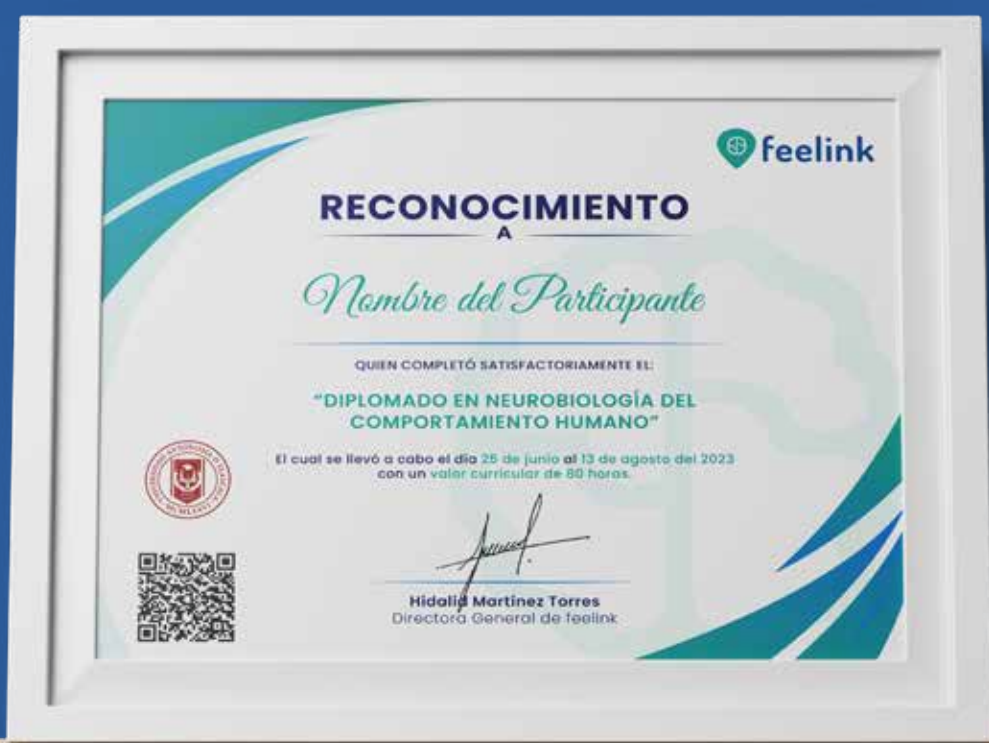 feelink
RECONOCIMIENTO
A
Nombre del Participante
QUIEN COMPLETÓ SATISFACTORIAMENTE EL:
"DIPLOMADO EN NEUROBIOLOGÍA DEL
COMPORTAMIENTO HUMANO"
El cual se llevó a cabo el día 25 de junio al 13 de agosto del 2023
con un valor curricular de 80 horas.
Hidalid Martínez Torres
Directora General de feelink